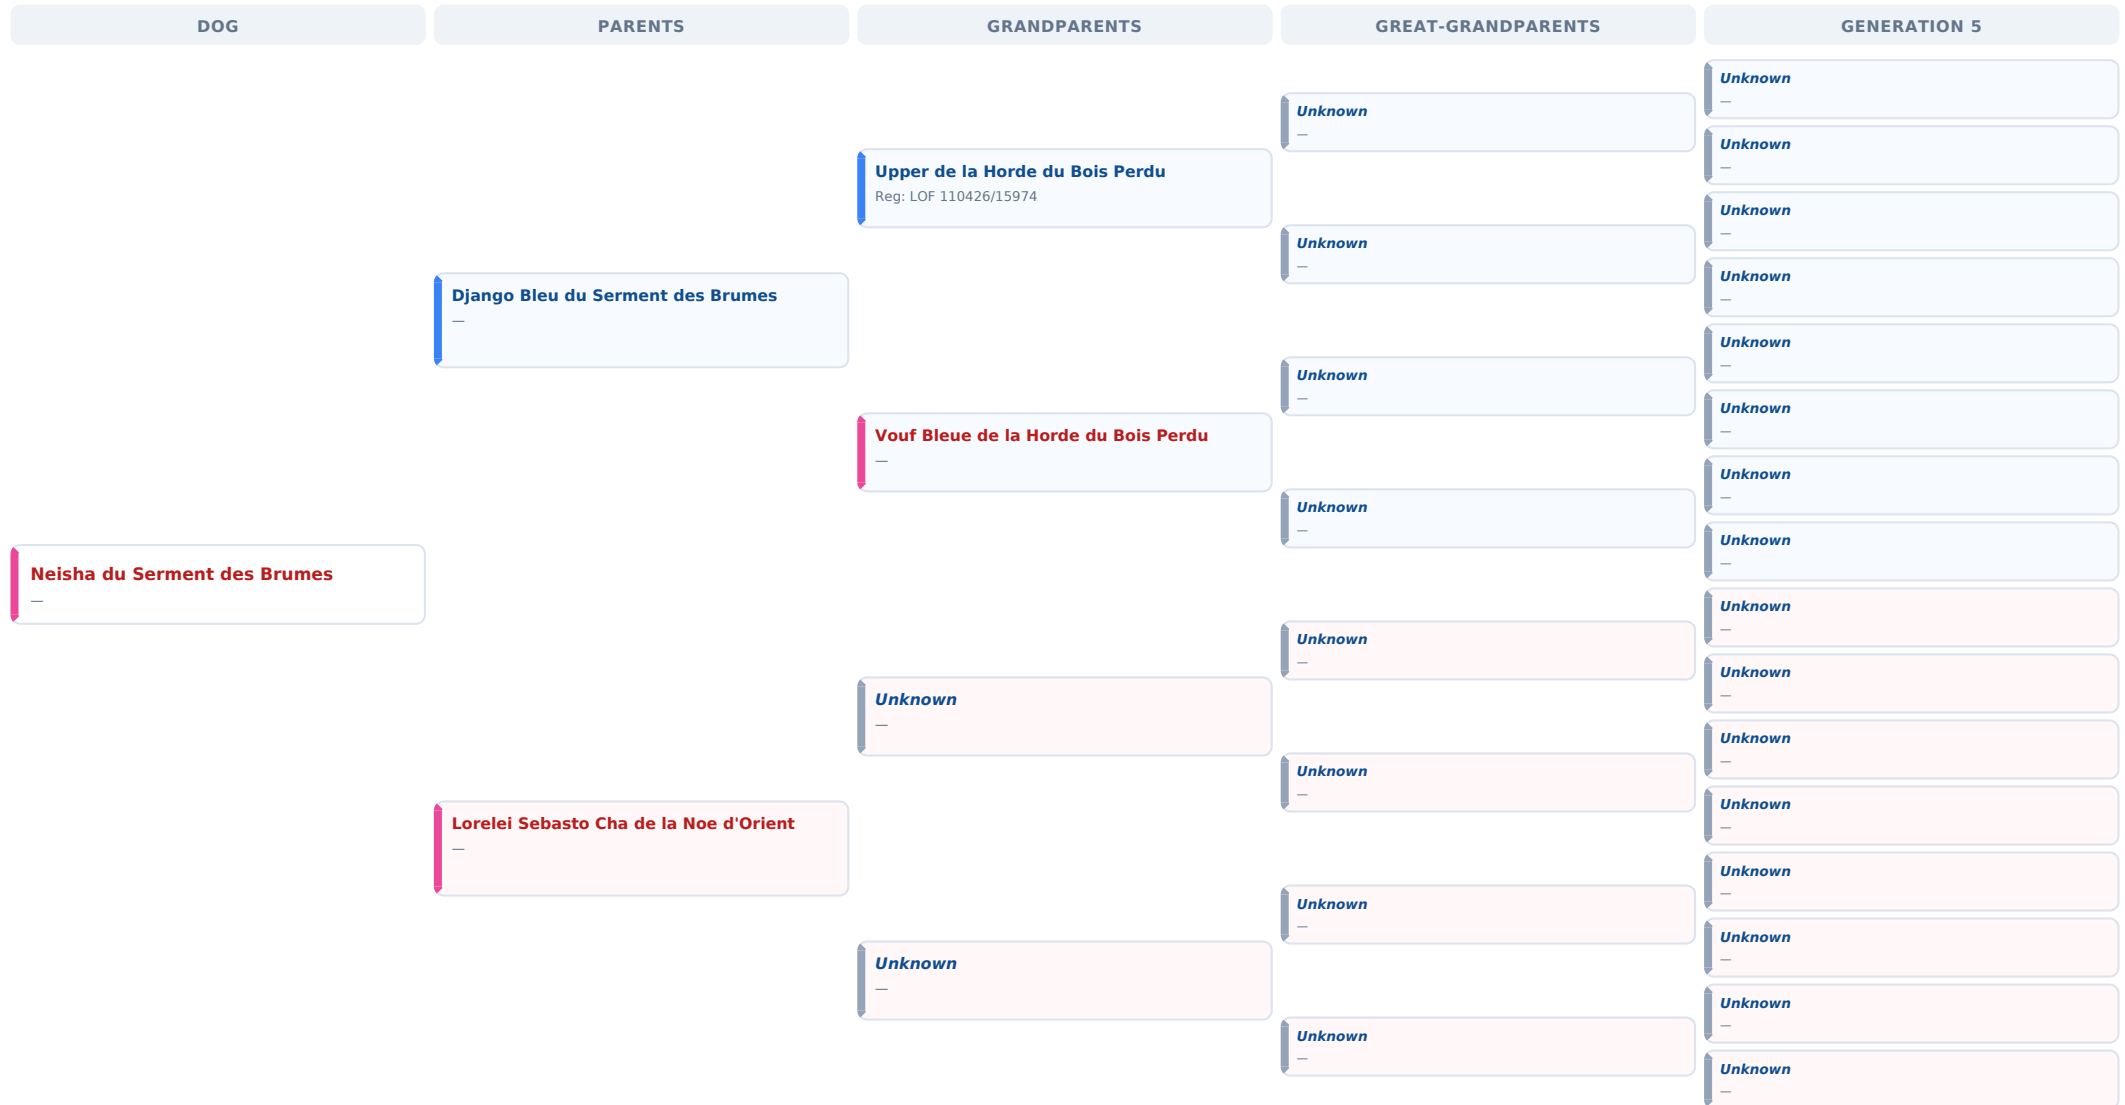 DOG
PARENTS
GRANDPARENTS
GREAT-GRANDPARENTS
GENERATION 5
Neisha du Serment des Brumes
—
Django Bleu du Serment des Brumes
—
Lorelei Sebasto Cha de la Noe d'Orient
—
Upper de la Horde du Bois Perdu
Reg: LOF 110426/15974
Vouf Bleue de la Horde du Bois Perdu
—
Unknown
—
Unknown
—
Unknown
—
Unknown
—
Unknown
—
Unknown
—
Unknown
—
Unknown
—
Unknown
—
Unknown
—
Unknown
—
Unknown
—
Unknown
—
Unknown
—
Unknown
—
Unknown
—
Unknown
—
Unknown
—
Unknown
—
Unknown
—
Unknown
—
Unknown
—
Unknown
—
Unknown
—
Unknown
—
Unknown
—